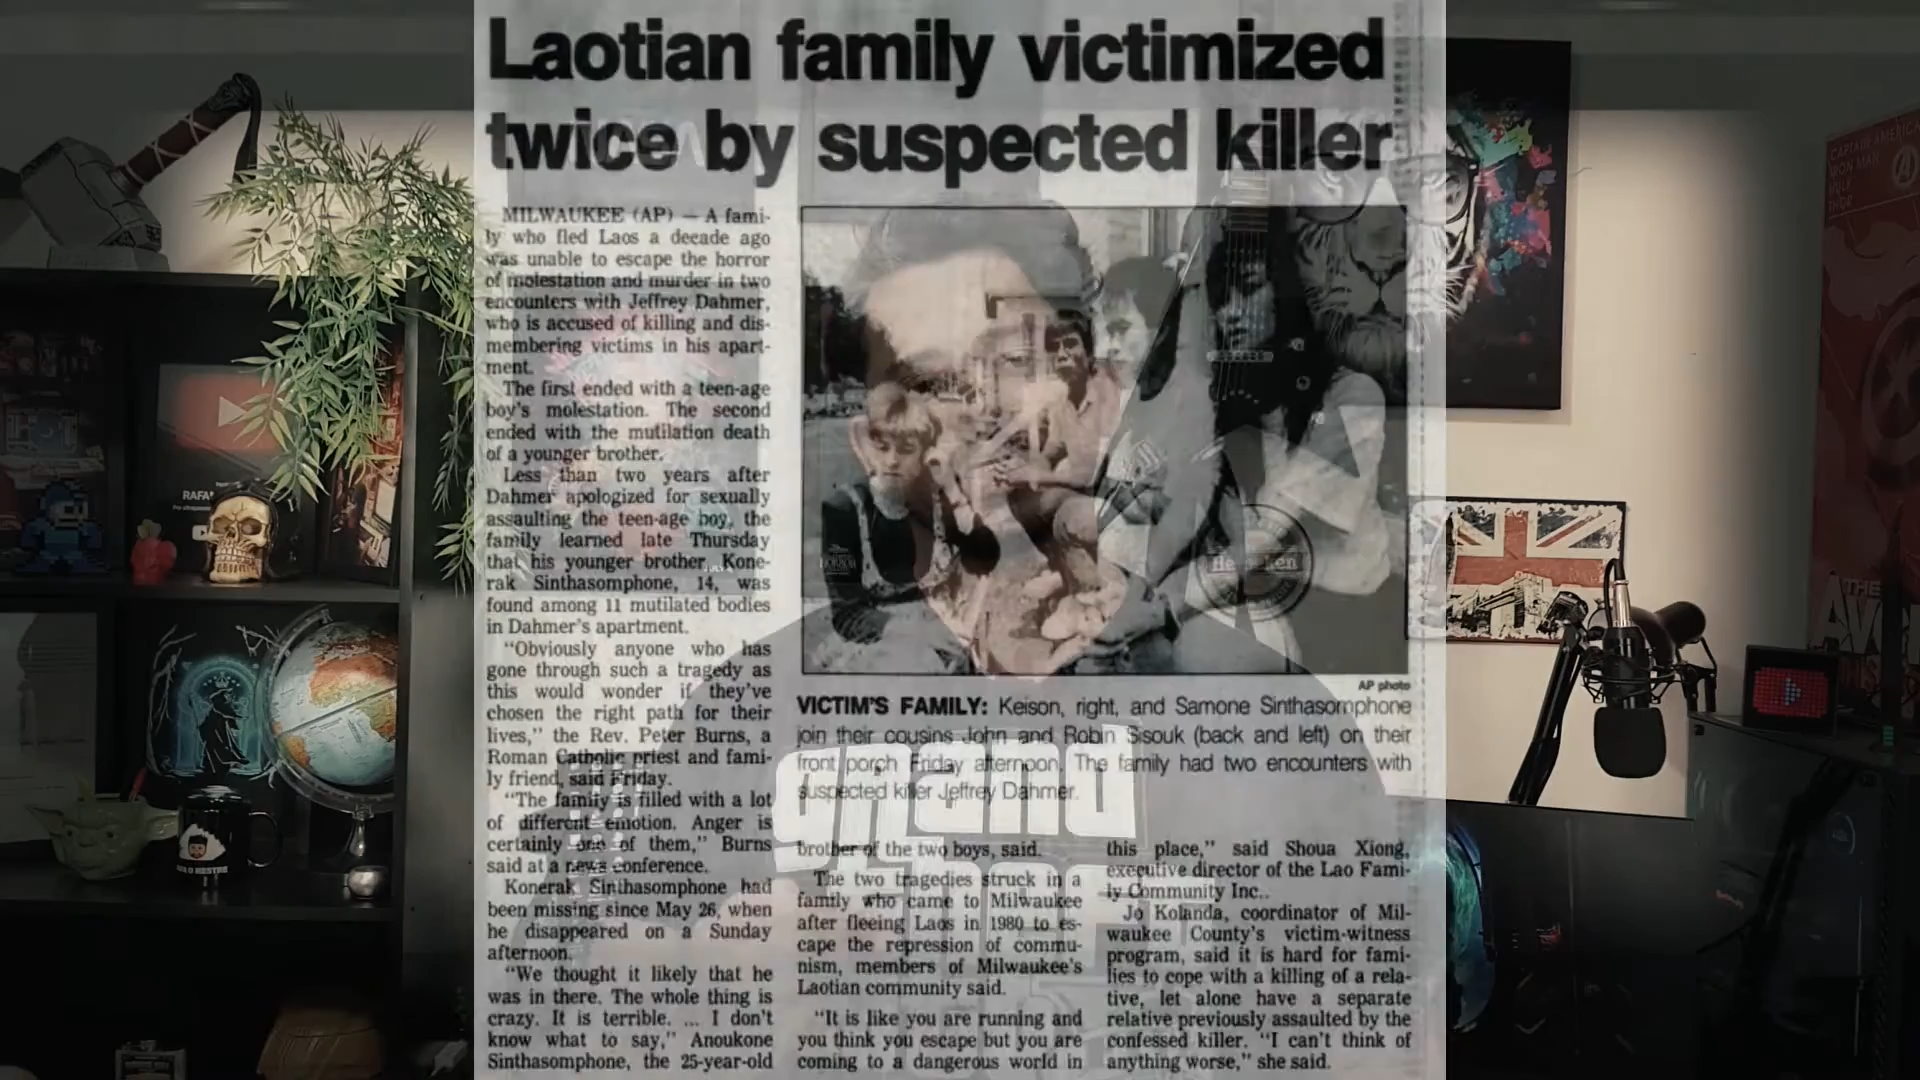 Laotian family victimized
twice by suspected killer
MILWAUKEE (AP) — A fami-
ly who fled Laos a decade ago
was unable to escape the horror
of molestation and murder in two
encounters with Jeffrey Dahmer,
who is accused of killing and dis-
membering victims in his apart-
ment.
The first ended with a teen-age
boy's molestation. The second
ended with the mutilation death
of a younger brother.
Less than two years after
Dahmer apologized for sexually
assaulting the teen-age boy, the
family learned late Thursday
that his younger brother, Kone-
rak Sinthasomphone, 14, was
found among 11 mutilated bodies
in Dahmer's apartment.
"Obviously anyone who has
gone through such a tragedy as
this would wonder if they've
chosen the right path for their
lives," the Rev. Peter Burns, a
Roman Catholic priest and fami-
ly friend, said Friday.
"The family is filled with a lot
of different emotion. Anger is
certainly one of them," Burns
said at a news conference.
Konerak Sinthasomphone had
been missing since May 26, when
he disappeared on a Sunday
afternoon.
"We thought it likely that he
was in there. The whole thing is
crazy. It is terrible. ... I don't
know what to say," Anoukone
Sinthasomphone, the 25-year-old
AP photo
VICTIM'S FAMILY: Keison, right, and Samone Sinthasomphone
join their cousins John and Robin Sisouk (back and left) on their
front porch Friday afternoon. The family had two encounters with
suspected killer Jeffrey Dahmer.
brother of the two boys, said.
The two tragedies struck in a
family who came to Milwaukee
after fleeing Laos in 1980 to es-
cape the repression of commu-
nism, members of Milwaukee's
Laotian community said.
"It is like you are running and
you think you escape but you are
coming to a dangerous world in
this place," said Shoua Xiong,
executive director of the Lao Fami-
ly Community Inc..
Jo Kolanda, coordinator of Mil-
waukee County's victim-witness
program, said it is hard for fami-
lies to cope with a killing of a rela-
tive, let alone have a separate
relative previously assaulted by the
confessed killer. "I can't think of
anything worse," she said.
grand
theft
Heineken
CAPTAIN AMERICA
IRON MAN
HULK
THOR
THE